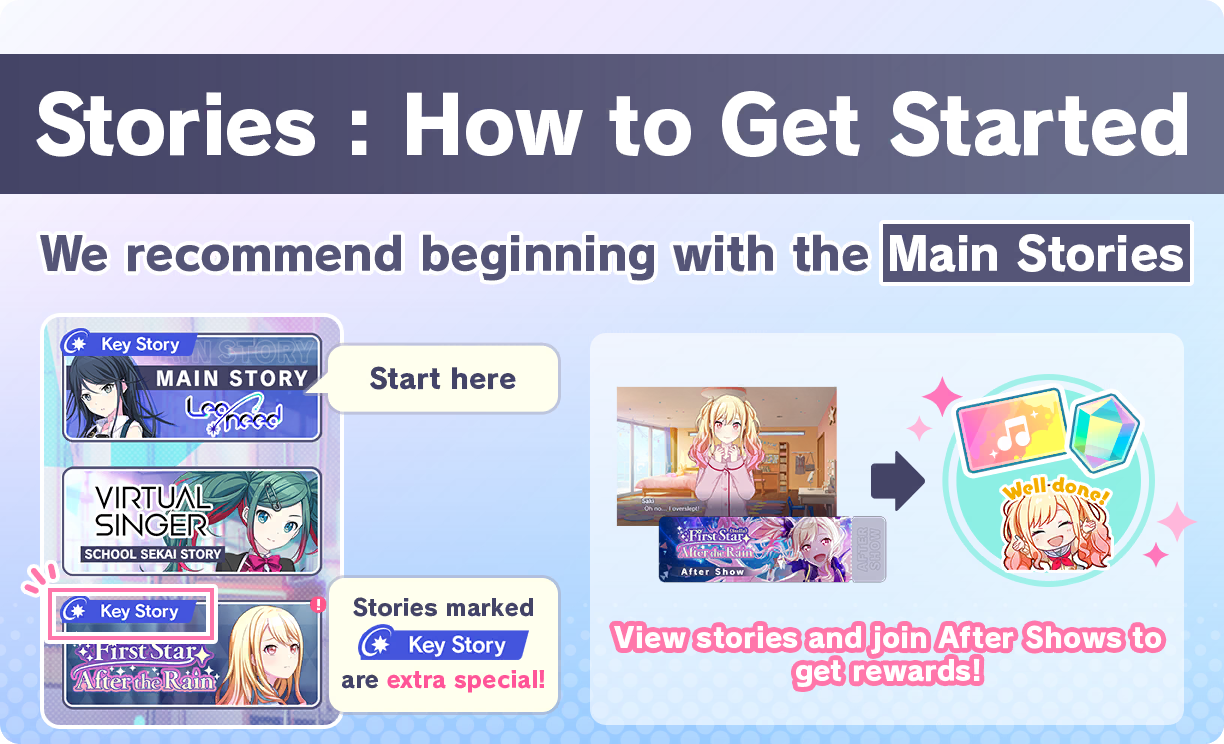 Stories : How to Get Started
We recommend beginning with the Main Stories
Key Story
MAIN STORY
MAIN STORY
Leo/need
Start here
VIRTUAL
SINGER
SCHOOL SEKAI STORY
Key Story
!
First Star
After the Rain
Stories marked
Key Story
are extra special!
Saki
Oh no... I overslept!
First Star
After the Rain
After Show
AFTER
SHOW
Well-done!
View stories and join After Shows to
get rewards!